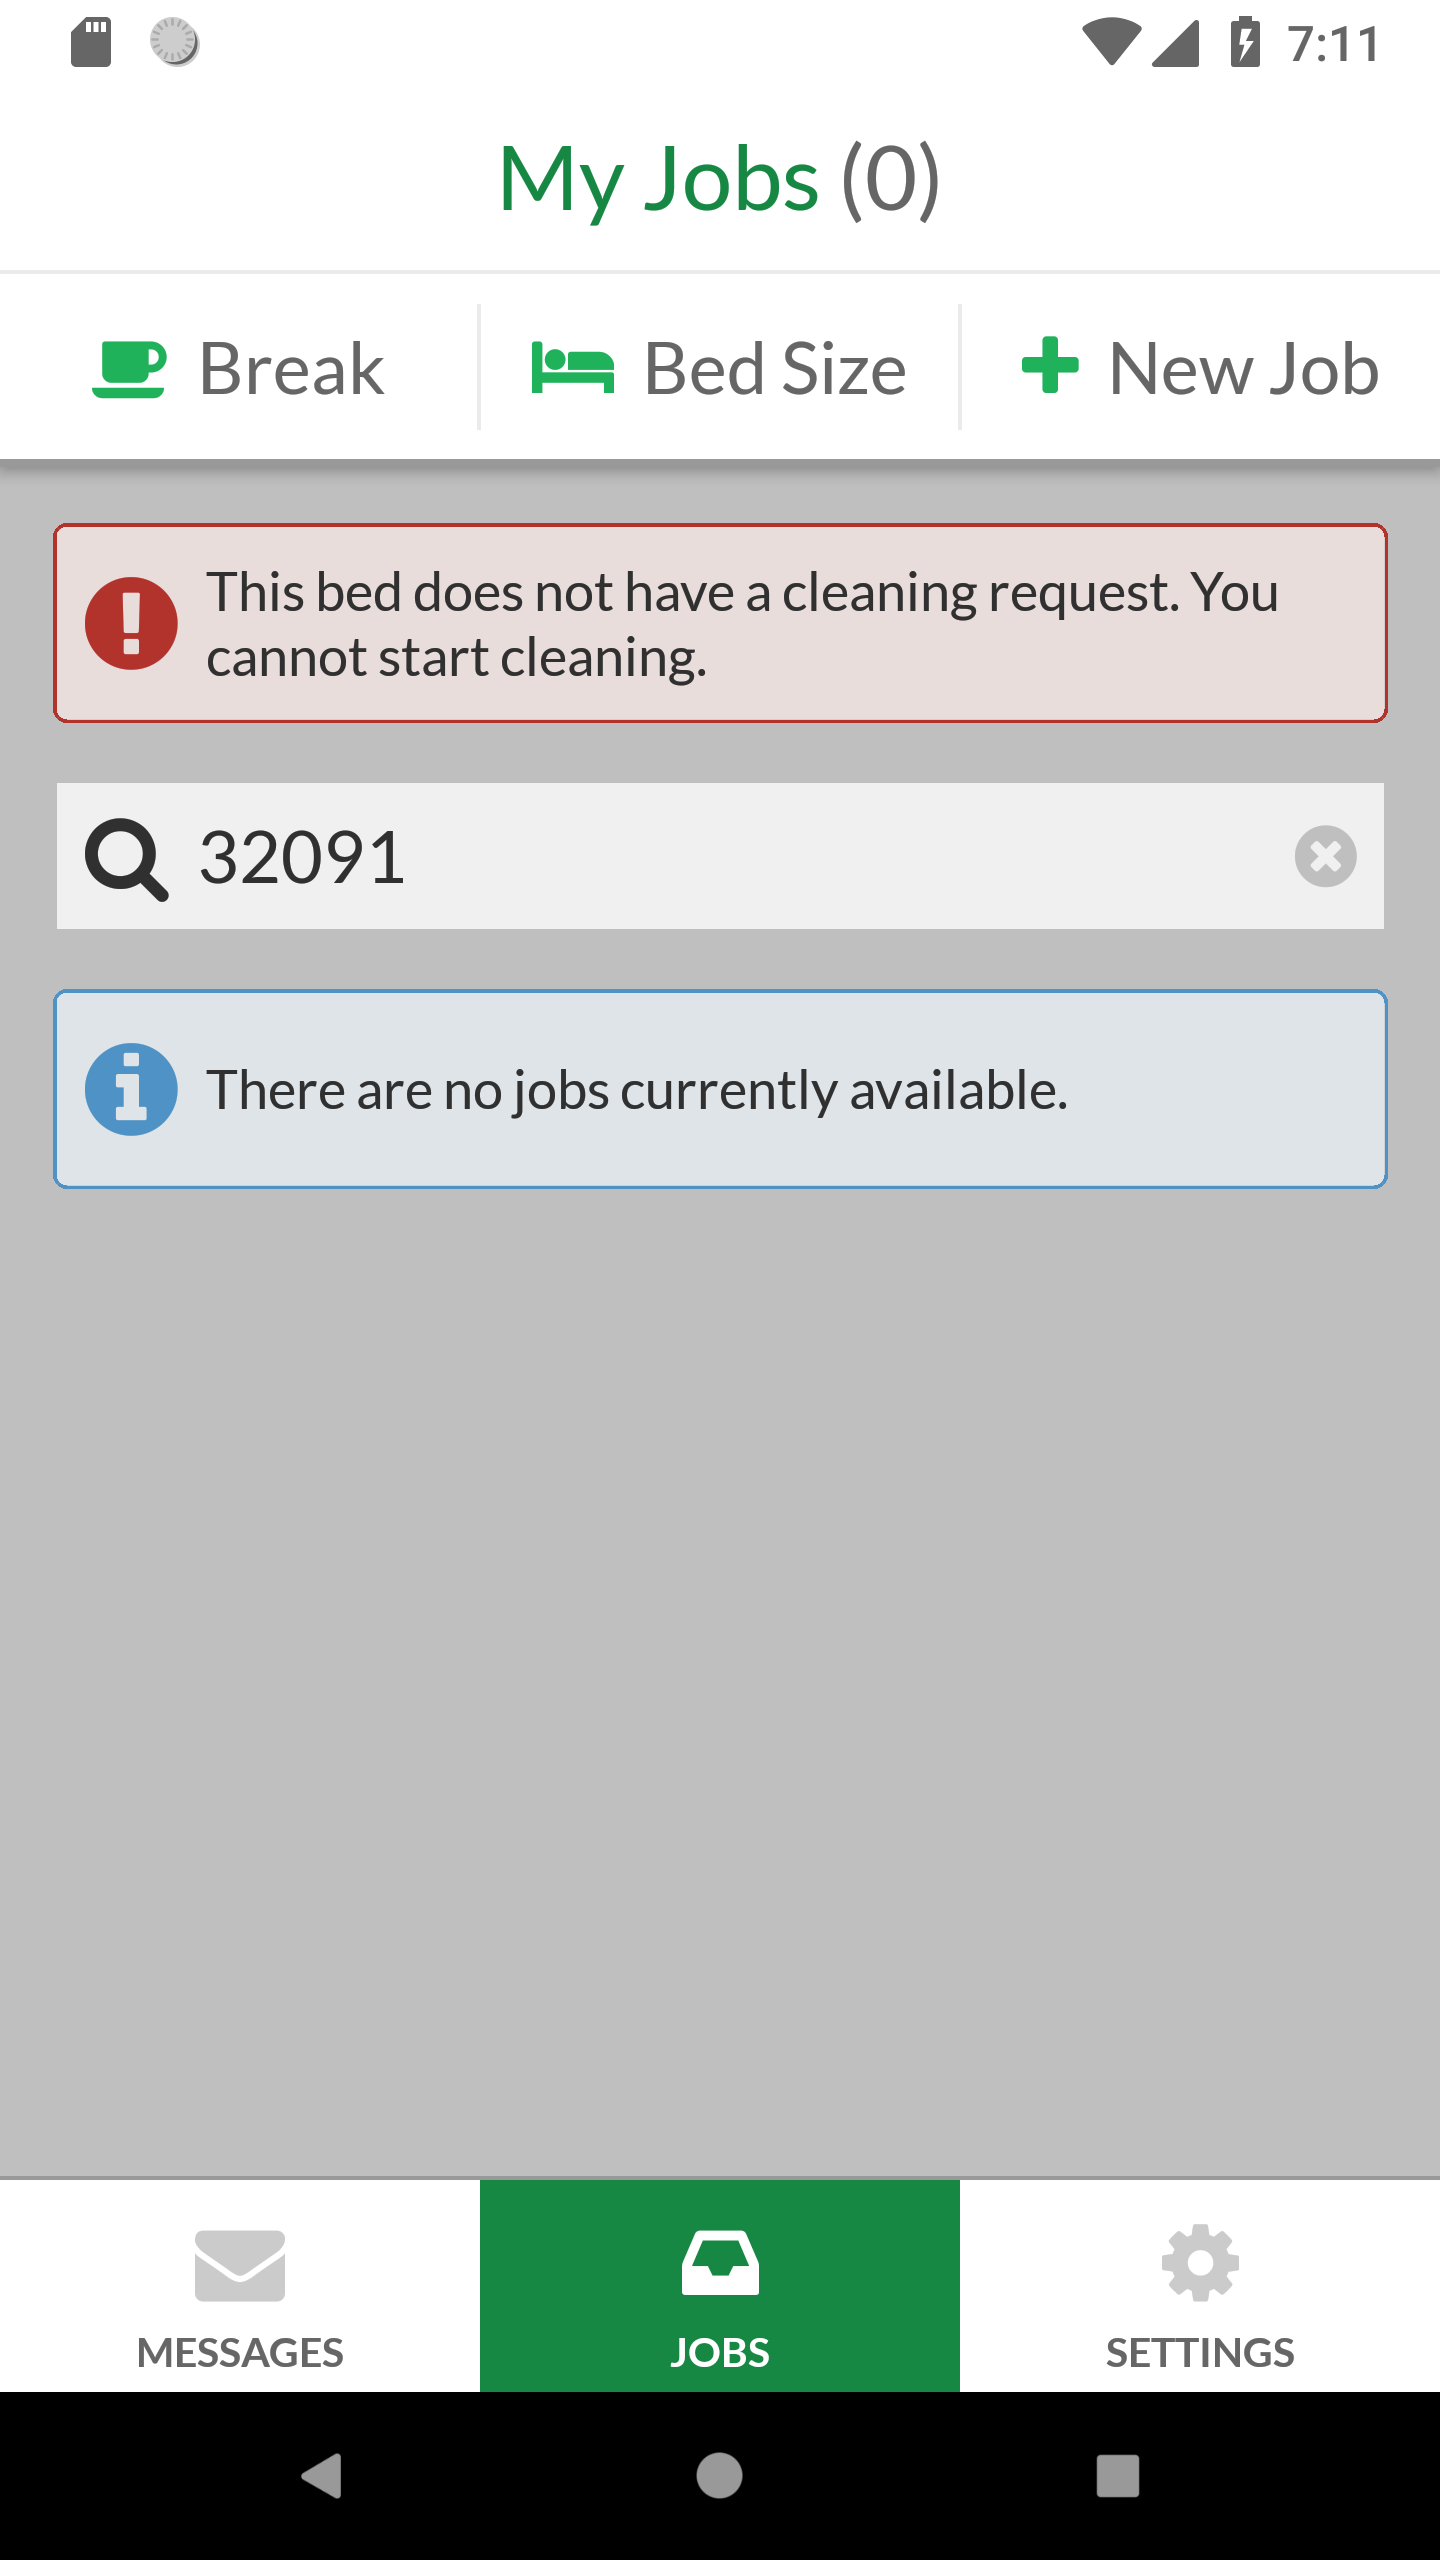 7:11
My Jobs (0)
Break
Bed Size
New Job
This bed does not have a cleaning request. You
cannot start cleaning.
32091
There are no jobs currently available.
MESSAGES
JOBS
SETTINGS